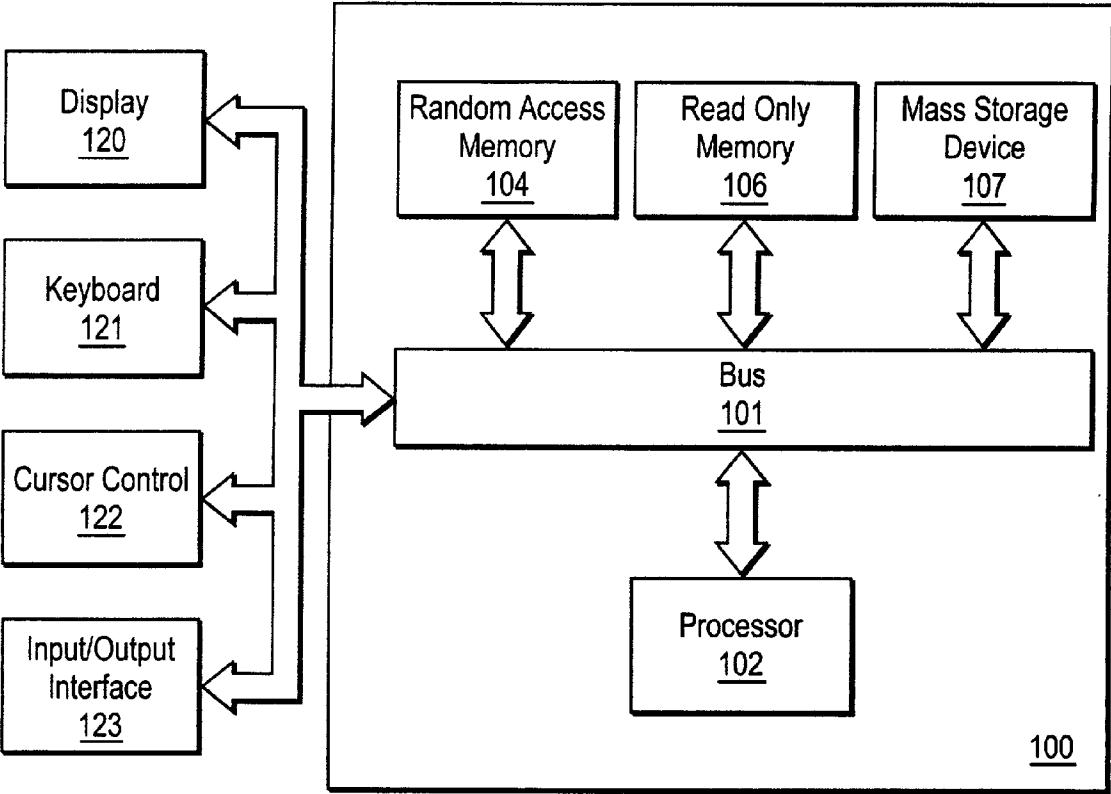 Display
120
Keyboard
121
Cursor Control
122
Input/Output
Interface
123
Random Access
Memory
104
Read Only
Memory
106
Mass Storage
Device
107
Bus
101
Processor
102
100